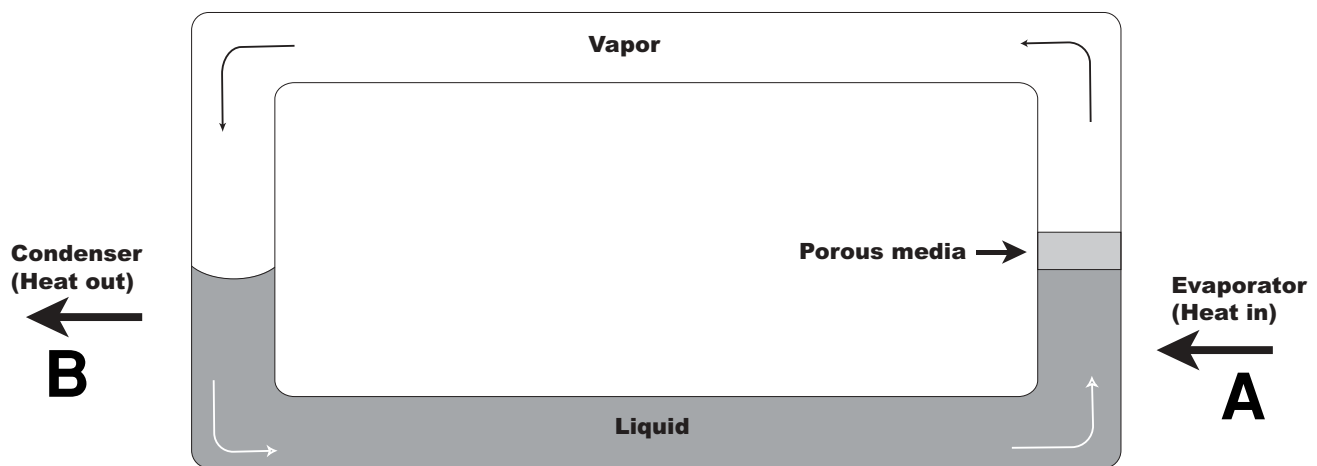 Vapor
Porous media
Condenser
(Heat out)
B
Evaporator
(Heat in)
A
Liquid